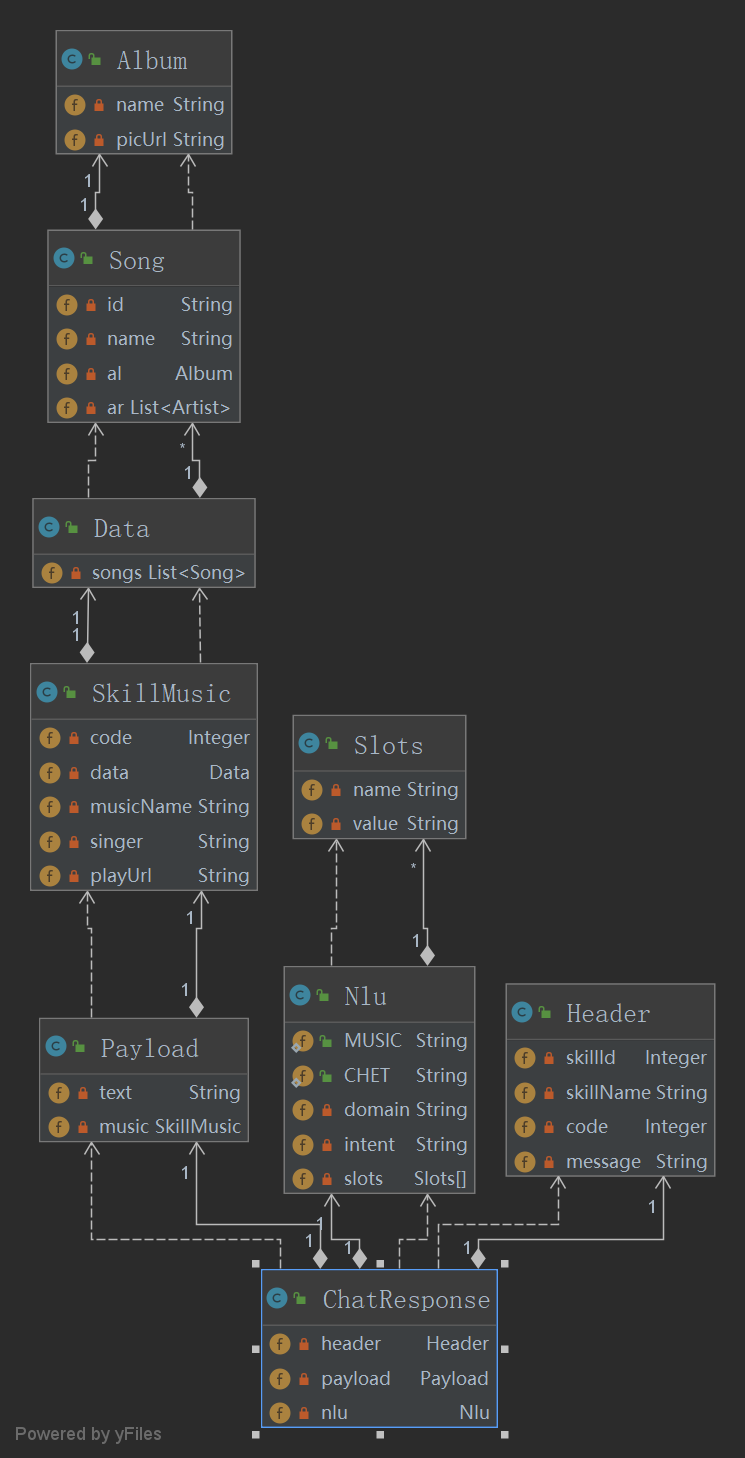 Album
name String
picUrl String
1
1
Song
id String
name String
al Album
ar List<Artist>
*
1
Data
songs List<Song>
1
1
SkillMusic
code Integer
data Data
musicName String
singer String
playUrl String
Slots
name String
value String
1
*
1
1
Payload
text String
music SkillMusic
Nlu
MUSIC String
CHET String
domain String
intent String
slots Slots[]
Header
skillId Integer
skillName String
code Integer
message String
1
1
1
1
1
1
ChatResponse
header Header
payload Payload
nlu Nlu
Powered by yFiles